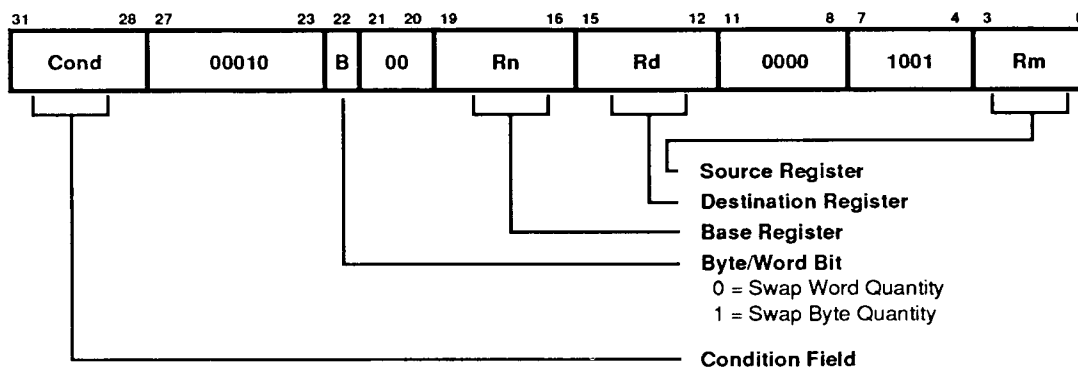 31 28 27 23 22 21 20 19 16 15 12 11 8 7 4 3
Cond 00010 B 00 Rn Rd 0000 1001 Rm
Source Register
Destination Register
Base Register
Byte/Word Bit
0 = Swap Word Quantity
1 = Swap Byte Quantity
Condition Field